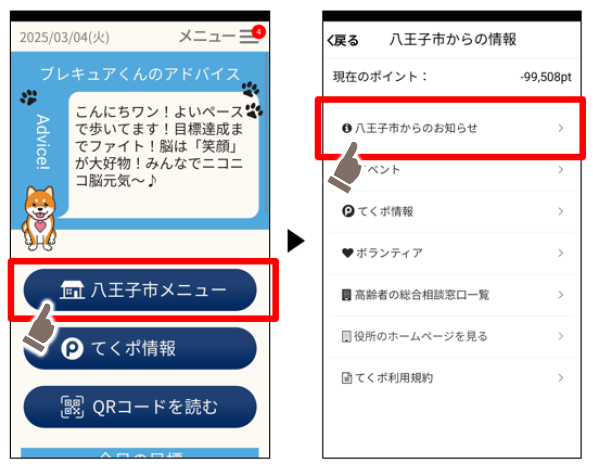 2025/03/04(火)
メニュー
4
ブレキュアくんのアドバイス
Advice!
こんにちワン！よいペース
で歩いてます！目標達成ま
でファイト！脳は「笑顔」
が大好物！みんなでニコニ
コ脳元気～♪
八王子市メニュー
てくポ情報
QRコードを読む
今日の目標
戻る
八王子市からの情報
現在のポイント：
-99,508pt
八王子市からのお知らせ
ベント
てくポ情報
ボランティア
高齢者の総合相談窓口一覧
役所のホームページを見る
てくポ利用規約